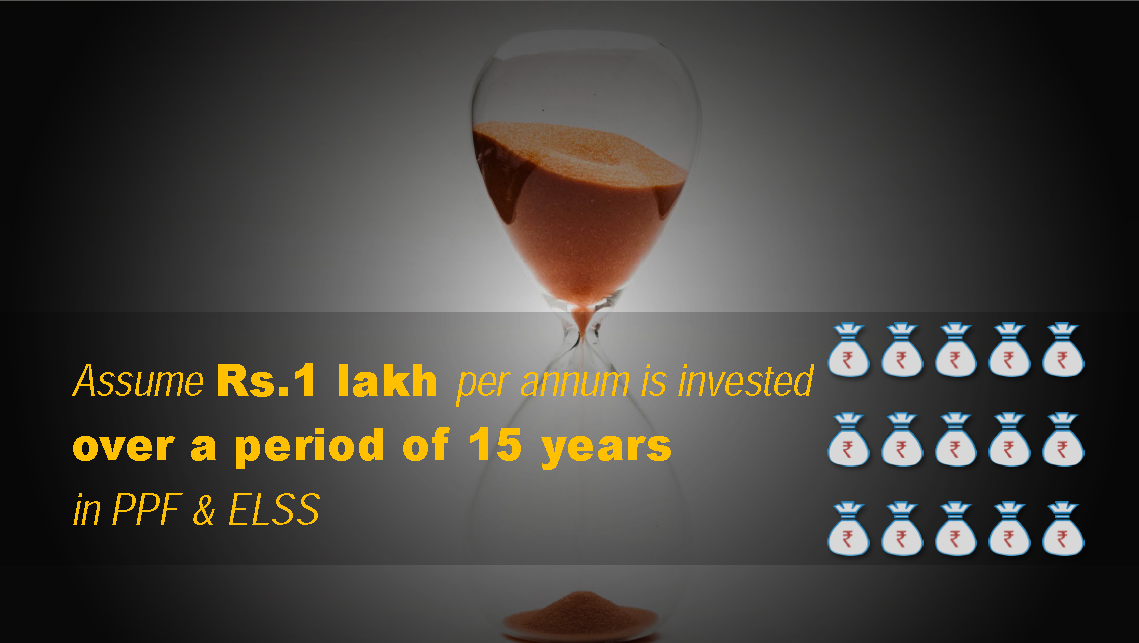 Assume Rs.1 lakh per annum is invested
over a period of 15 years
in PPF & ELSS
₹ ₹ ₹ ₹ ₹
₹ ₹ ₹ ₹ ₹
₹ ₹ ₹ ₹ ₹